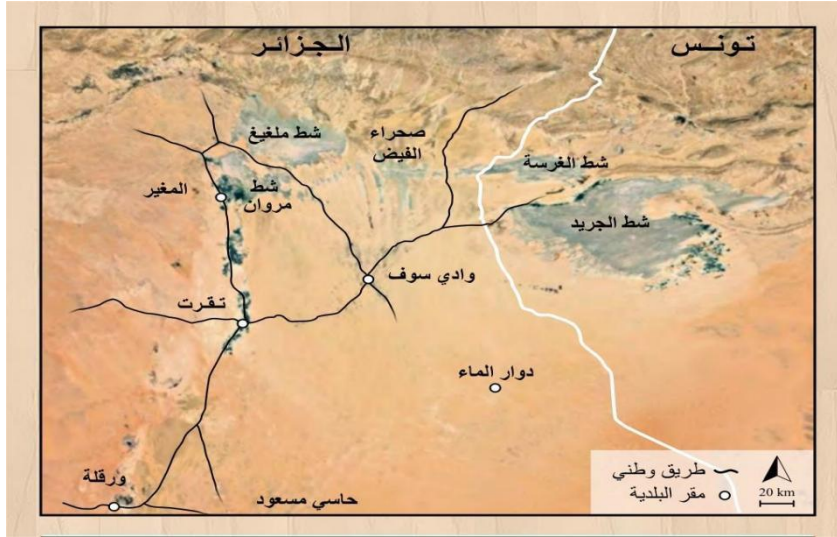 الجزائر
تونس
شط ملغيغ
صحراء
الفيض
شط الغرسة
المغير
شط
مروان
شط الجريد
وادي سوف
تقرت
دوار الماء
ورقلة
حاسي مسعود
طريق وطني
مقر البلدية
20 km